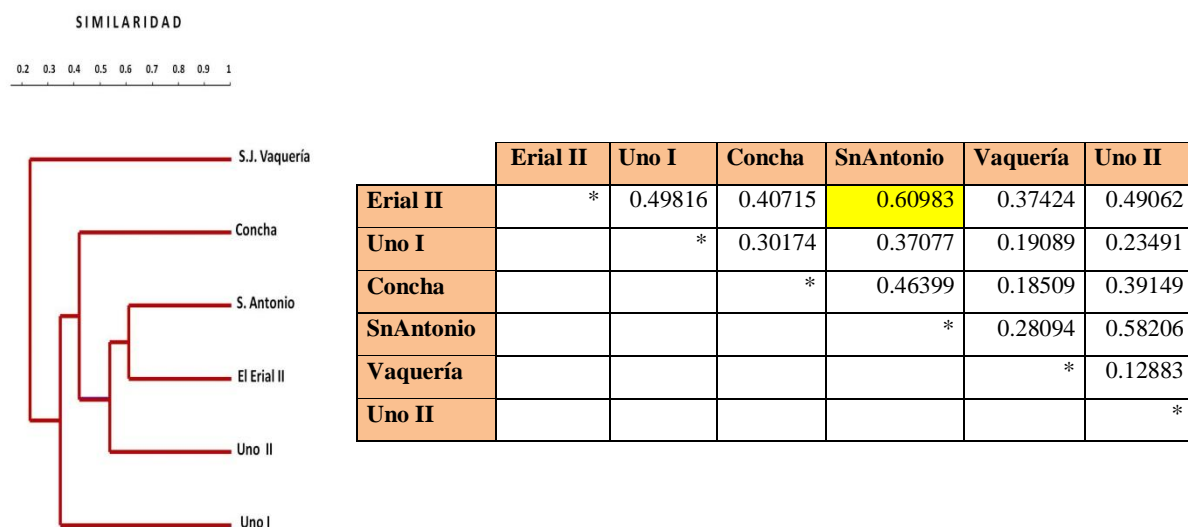 SIMILARIDAD
0.2 0.3 0.4 0.5 0.6 0.7 0.8 0.9 1
S.J. Vaquería
Concha
S. Antonio
El Erial II
Uno II
Uno I
Erial II Uno I Concha SnAntonio Vaquería Uno II
Erial II * 0.49816 0.40715 0.60983 0.37424 0.49062
Uno I * 0.30174 0.37077 0.19089 0.23491
Concha * 0.46399 0.18509 0.39149
SnAntonio * 0.28094 0.58206
Vaquería * 0.12883
Uno II *